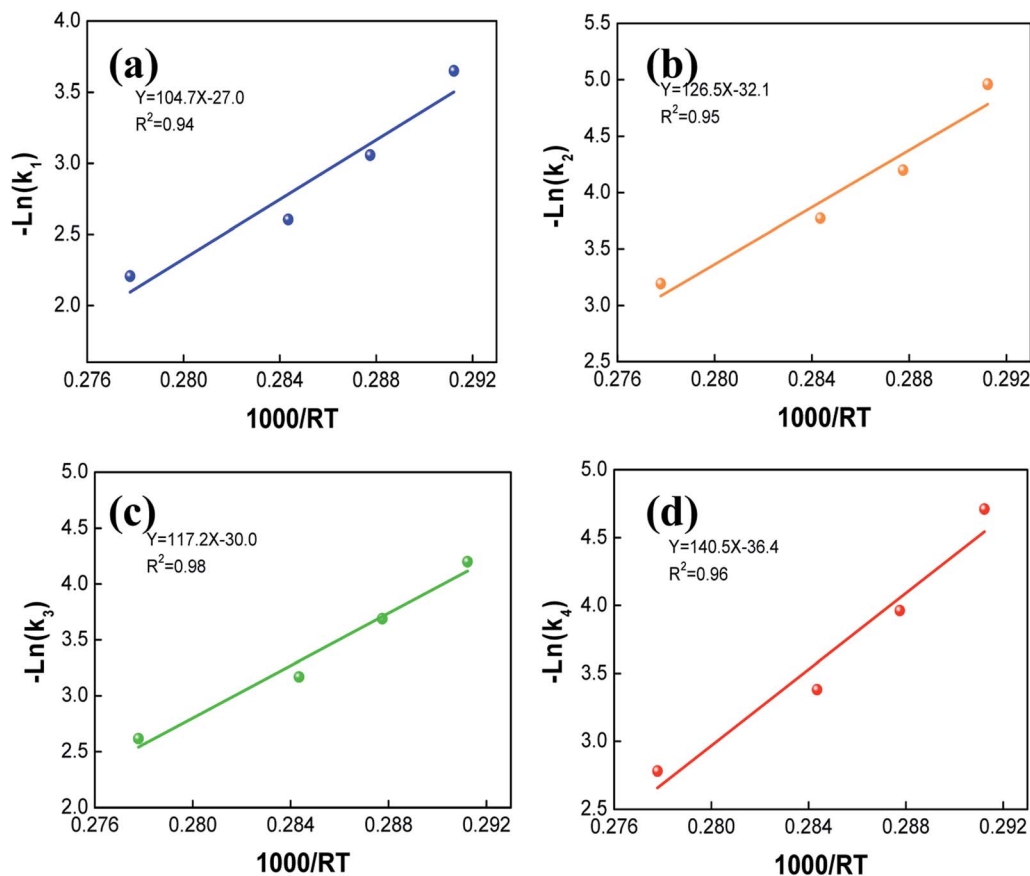 (a)
Y=104.7X-27.0
R²=0.94
-Ln(k₁)
4.0
3.5
3.0
2.5
2.0
0.276 0.280 0.284 0.288 0.292
1000/RT
(b)
Y=126.5X-32.1
R²=0.95
-Ln(k₂)
5.5
5.0
4.5
4.0
3.5
3.0
2.5
0.276 0.280 0.284 0.288 0.292
1000/RT
(c)
Y=117.2X-30.0
R²=0.98
-Ln(k₃)
5.0
4.5
4.0
3.5
3.0
2.5
2.0
0.276 0.280 0.284 0.288 0.292
1000/RT
(d)
Y=140.5X-36.4
R²=0.96
-Ln(k₄)
5.0
4.5
4.0
3.5
3.0
2.5
0.276 0.280 0.284 0.288 0.292
1000/RT